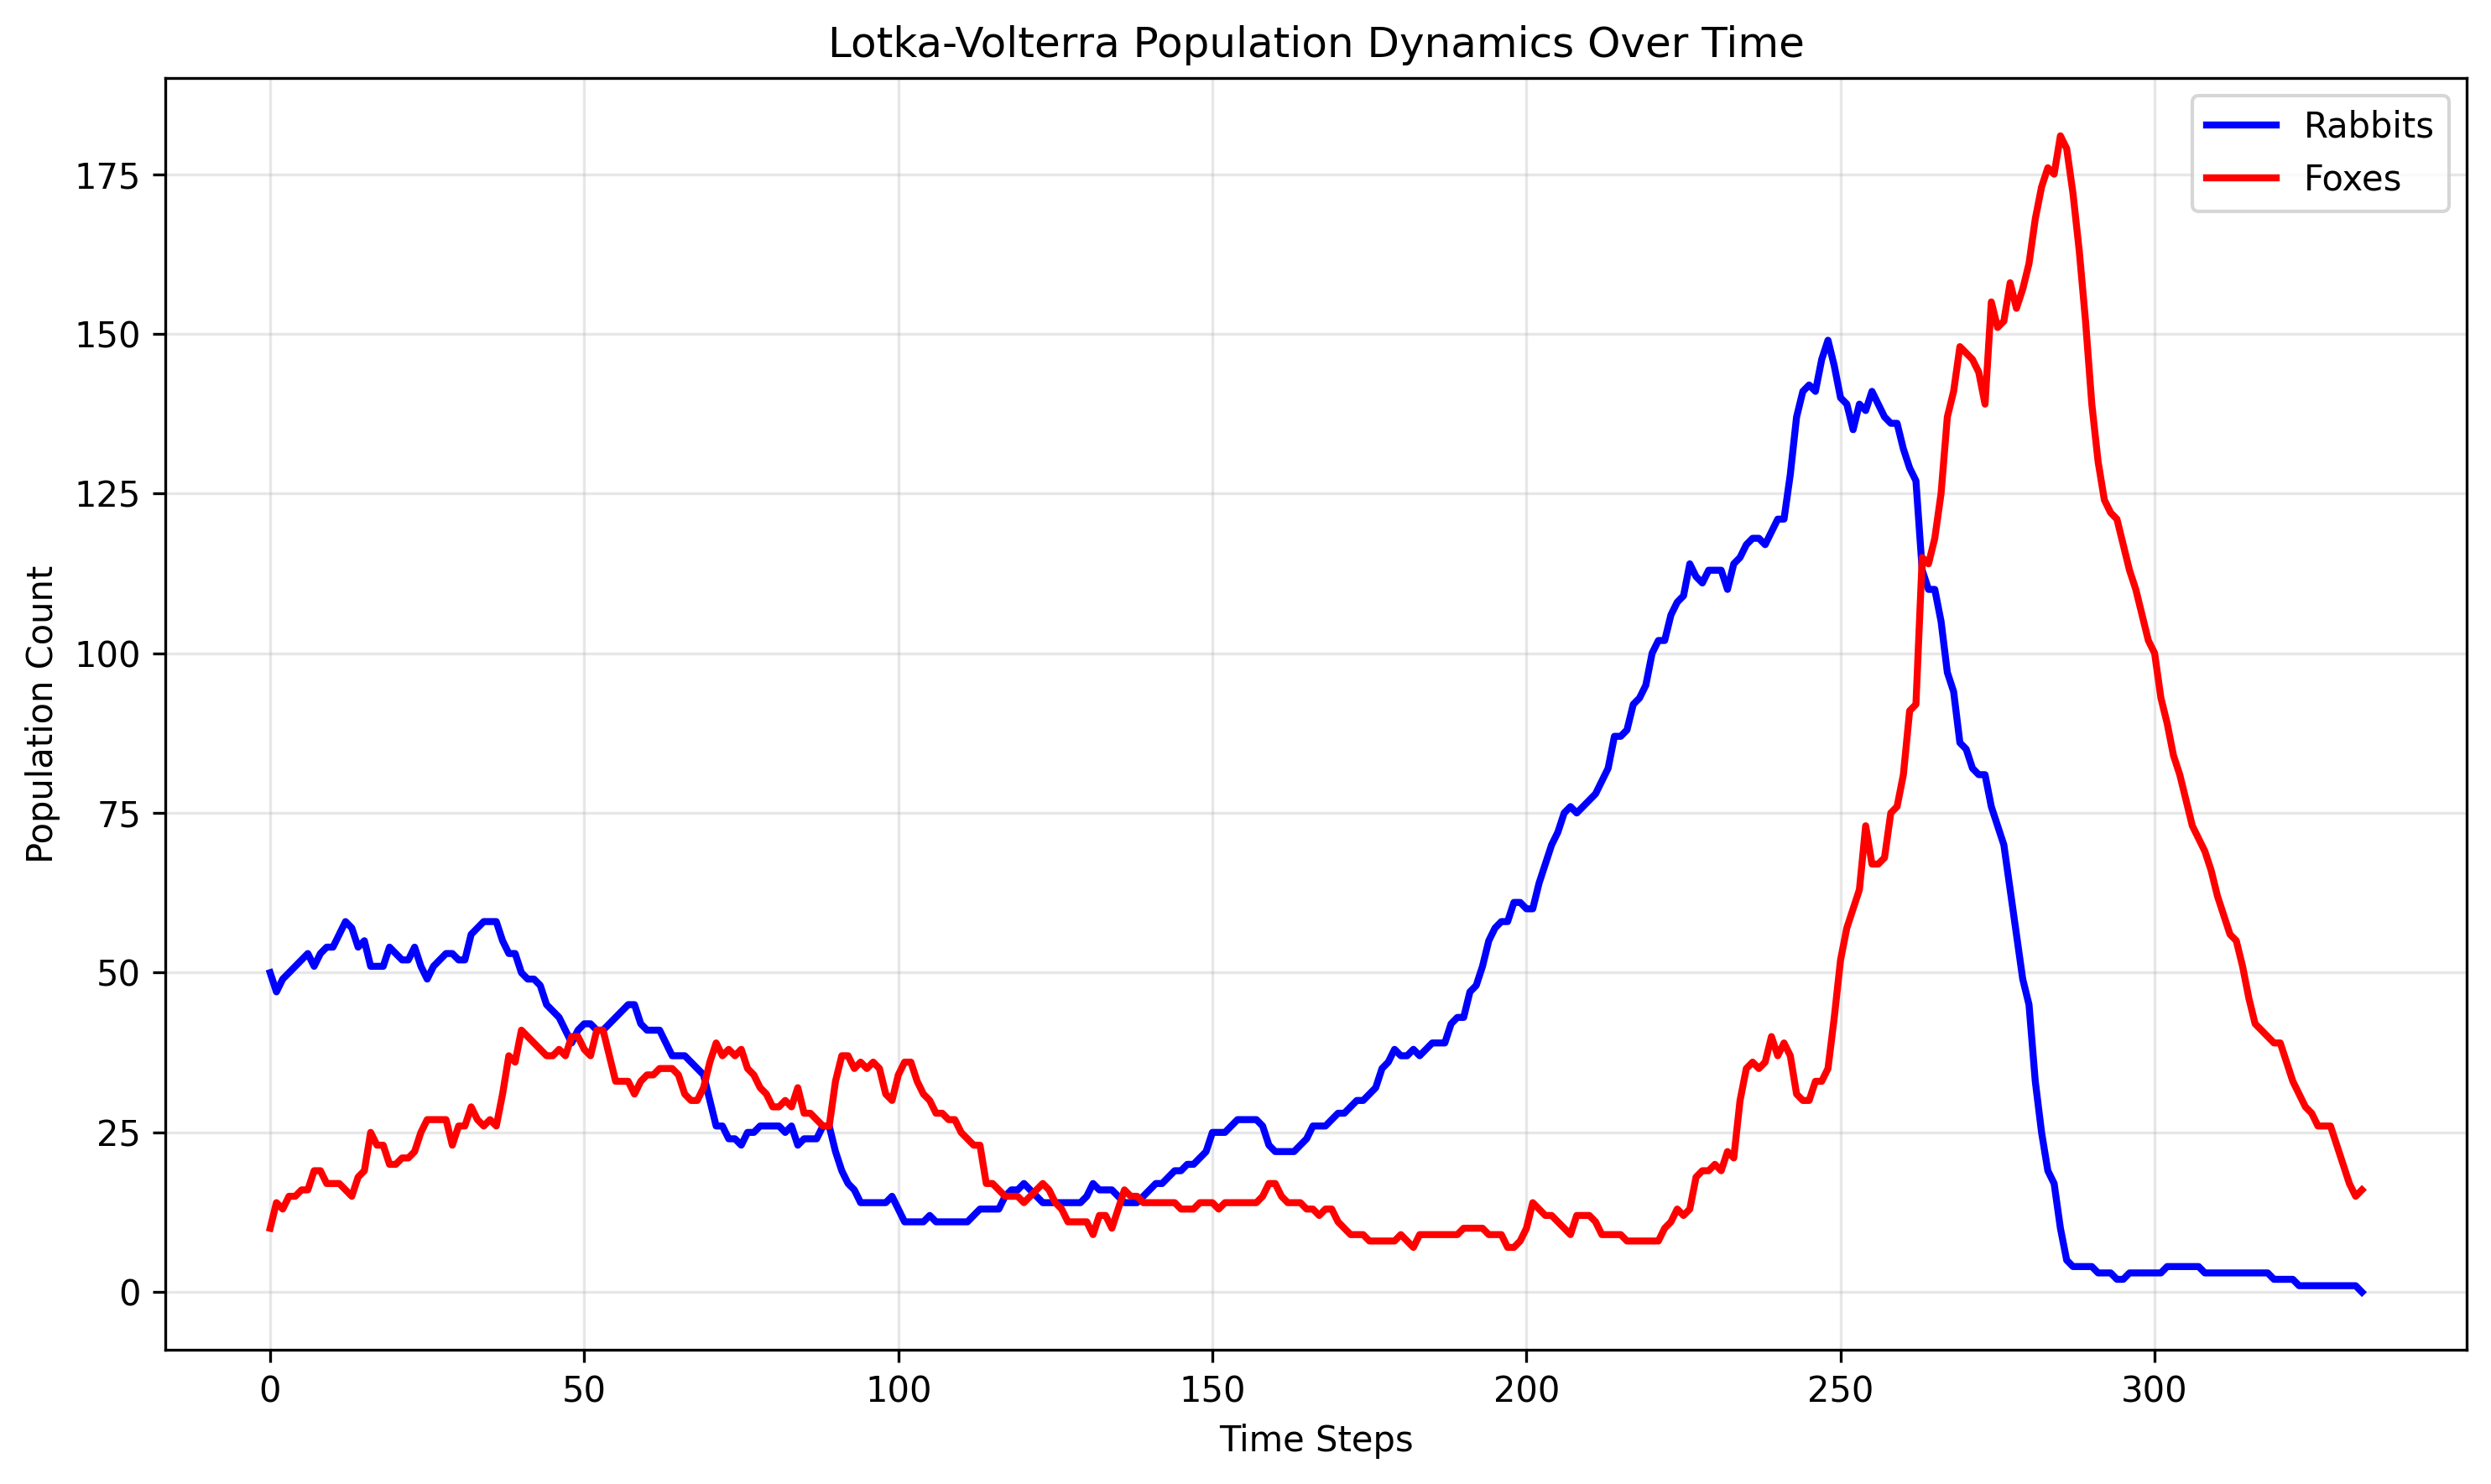 Lotka-Volterra Population Dynamics Over Time
Rabbits
Foxes
Population Count
175
150
125
100
75
50
25
0
0 50 100 150 200 250 300
Time Steps